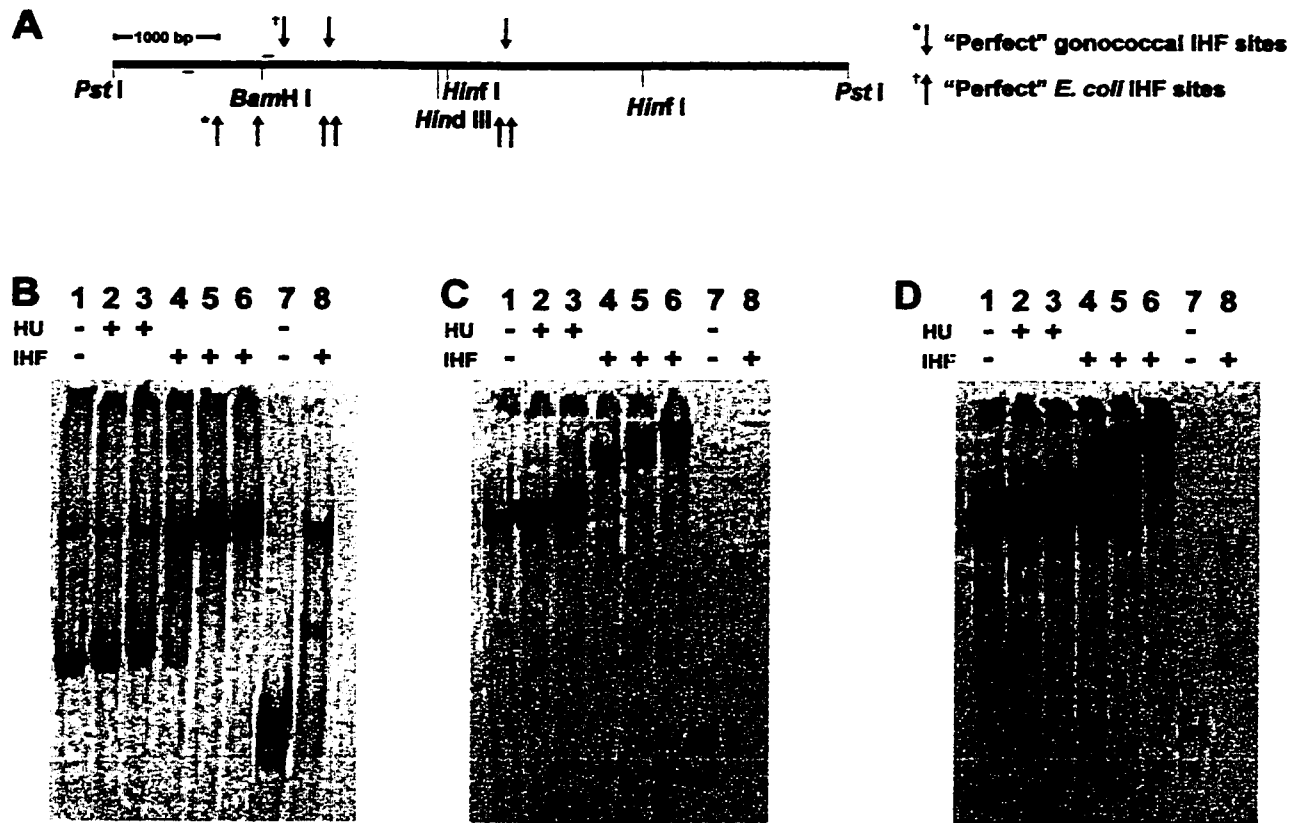 A
1000 bp
* "Perfect" gonococcal IHF sites
† "Perfect" E. coli IHF sites
†
Pst I
BamH I
Hinf I
Hind III
Hinf I
Pst I
*
B 1 2 3 4 5 6 7 8
HU - + + -
IHF - + + + - +
C 1 2 3 4 5 6 7 8
HU - + + -
IHF - + + + - +
D 1 2 3 4 5 6 7 8
HU - + + -
IHF - + + + - +